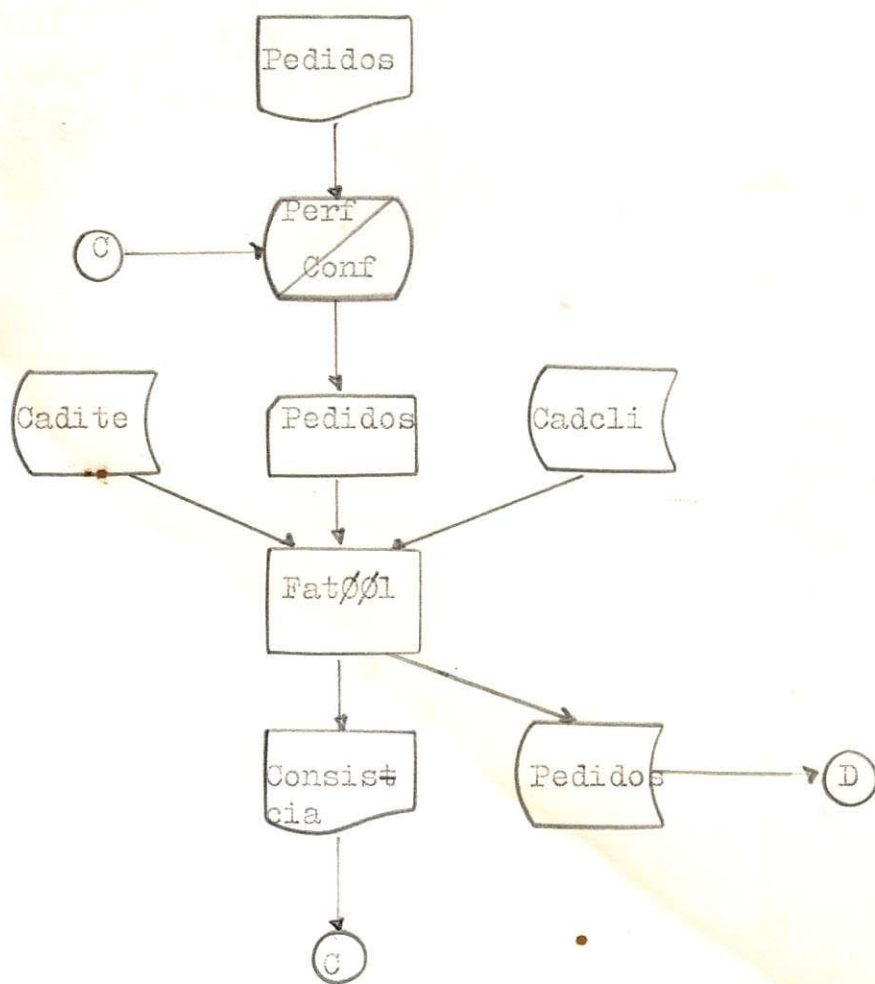 Pedidos
Perf
C
Conf
Cadite
Pedidos
Cadcli
FatØØ1
Consist
cia
Pedidos
D
C